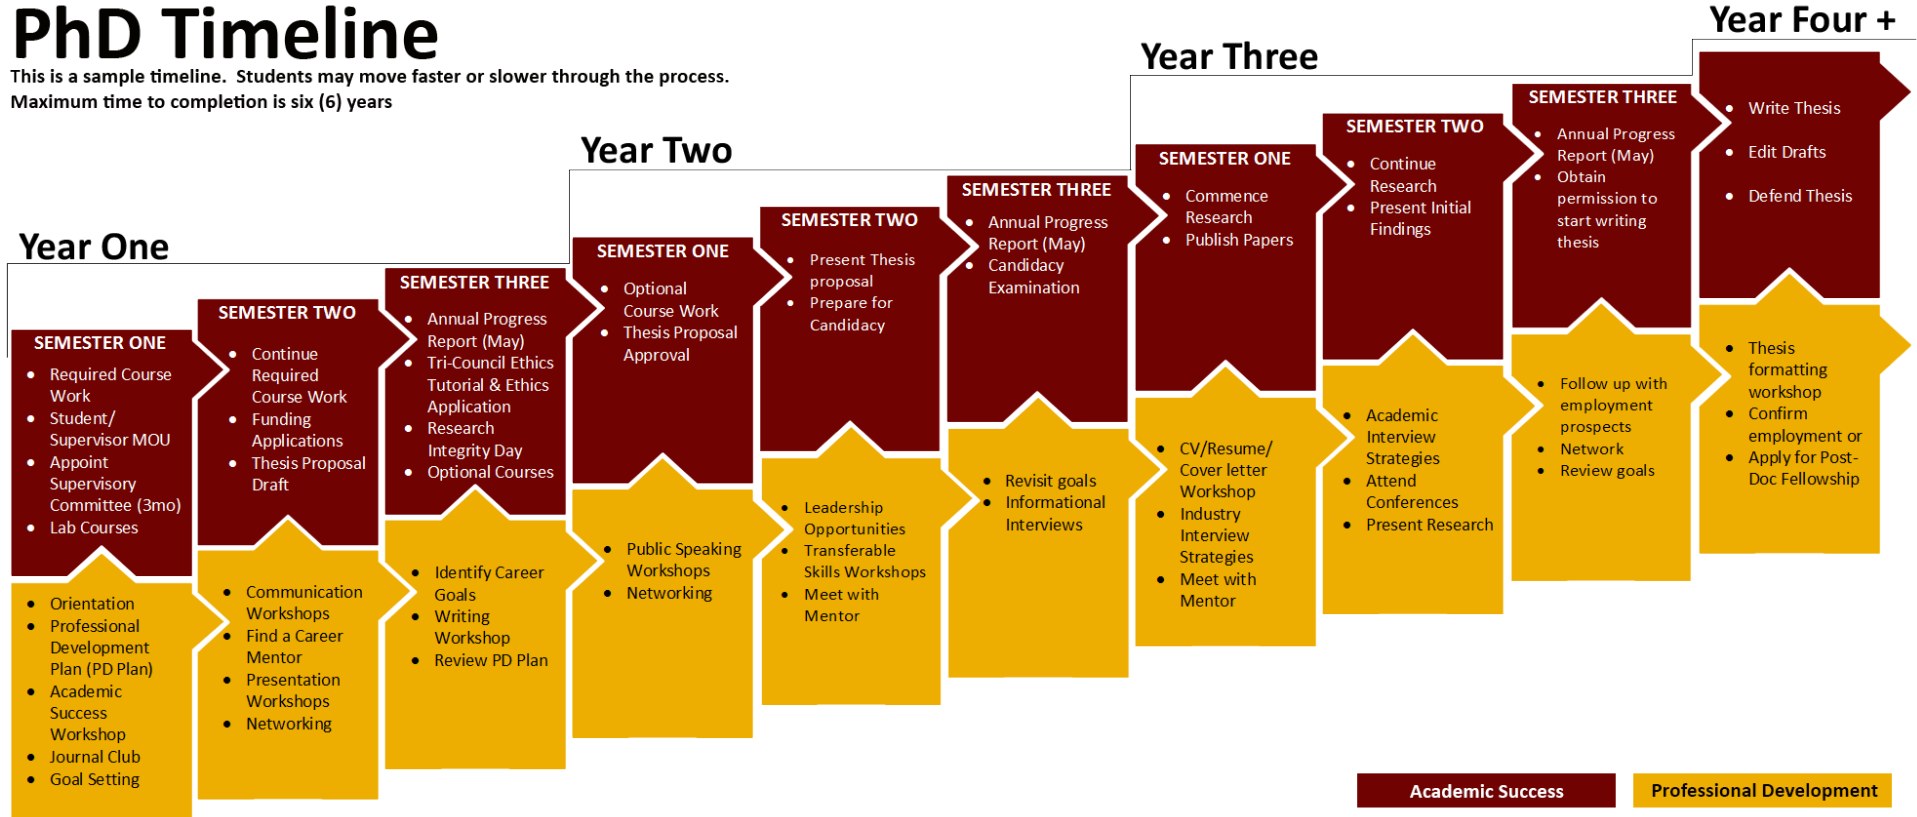 PhD Timeline
This is a sample timeline.  Students may move faster or slower through the process.
Maximum time to completion is six (6) years
Year One
SEMESTER ONE
• Required Course
Work
• Student/
Supervisor MOU
• Appoint
Supervisory
Committee (3mo)
• Lab Courses
• Orientation
• Professional
Development
Plan (PD Plan)
• Academic
Success
Workshop
• Journal Club
• Goal Setting
SEMESTER TWO
• Continue
Required
Course Work
• Funding
Applications
• Thesis Proposal
Draft
• Communication
Workshops
• Find a Career
Mentor
• Presentation
Workshops
• Networking
SEMESTER THREE
• Annual Progress
Report (May)
• Tri-Council Ethics
Tutorial & Ethics
Application
• Research
Integrity Day
• Optional Courses
• Identify Career
Goals
• Writing
Workshop
• Review PD Plan
Year Two
SEMESTER ONE
• Optional
Course Work
• Thesis Proposal
Approval
• Public Speaking
Workshops
• Networking
SEMESTER TWO
• Present Thesis
proposal
• Prepare for
Candidacy
• Leadership
Opportunities
• Transferable
Skills Workshops
• Meet with
Mentor
SEMESTER THREE
• Annual Progress
Report (May)
• Candidacy
Examination
• Revisit goals
• Informational
Interviews
Year Three
SEMESTER ONE
• Commence
Research
• Publish Papers
• CV/Resume/
Cover letter
Workshop
• Industry
Interview
Strategies
• Meet with
Mentor
SEMESTER TWO
• Continue
Research
• Present Initial
Findings
• Academic
Interview
Strategies
• Attend
Conferences
• Present Research
SEMESTER THREE
• Annual Progress
Report (May)
• Obtain
permission to
start writing
thesis
• Follow up with
employment
prospects
• Network
• Review goals
Year Four +
• Write Thesis
• Edit Drafts
• Defend Thesis
• Thesis
formatting
workshop
• Confirm
employment or
• Apply for Post-
Doc Fellowship
Academic Success
Professional Development